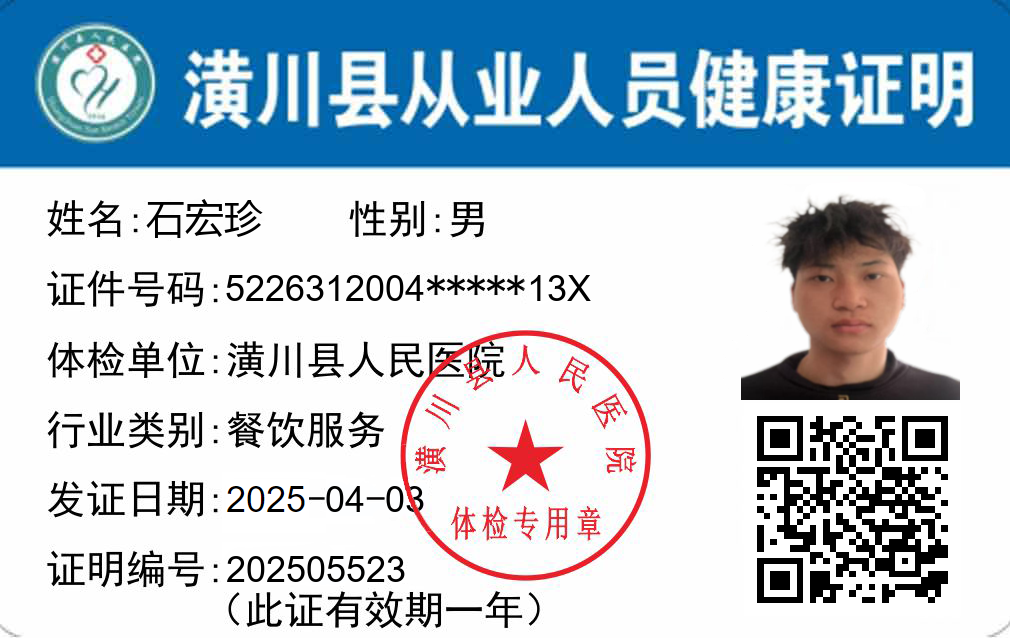 潢川县从业人员健康证明
姓名:石宏珍 性别:男
证件号码:5226312004*****13X
体检单位:潢川县人民医院
行业类别:餐饮服务
发证日期:2025-04-03
证明编号:202505523
(此证有效期一年)
潢川县人民医院
体检专用章